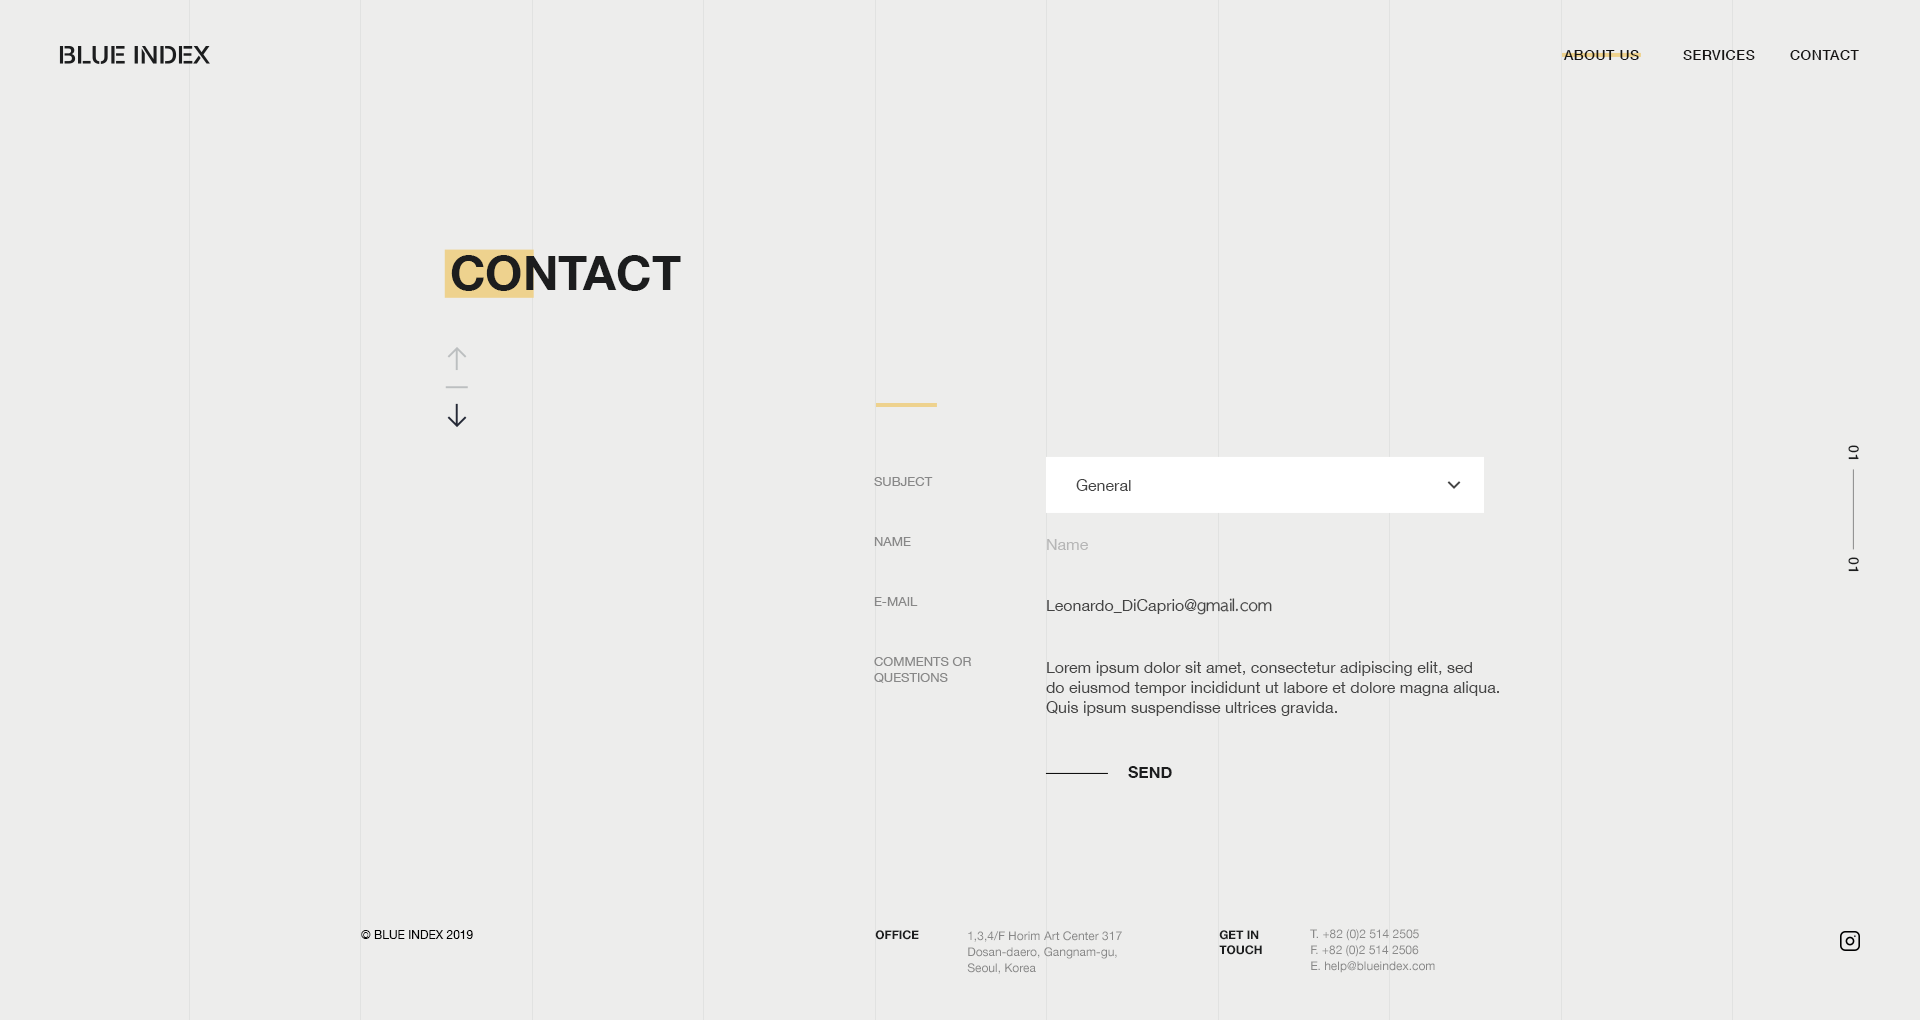 BLUE INDEX
ABOUT US
SERVICES
CONTACT
CONTACT
SUBJECT
General
NAME
Name
E-MAIL
Leonardo_DiCaprio@gmail.com
COMMENTS OR
QUESTIONS
Lorem ipsum dolor sit amet, consectetur adipiscing elit, sed
do eiusmod tempor incididunt ut labore et dolore magna aliqua.
Quis ipsum suspendisse ultrices gravida.
SEND
01
01
© BLUE INDEX 2019
OFFICE
1,3,4/F Horim Art Center 317
Dosan-daero, Gangnam-gu,
Seoul, Korea
GET IN
TOUCH
T. +82 (0)2 514 2505
F. +82 (0)2 514 2506
E. help@blueindex.com